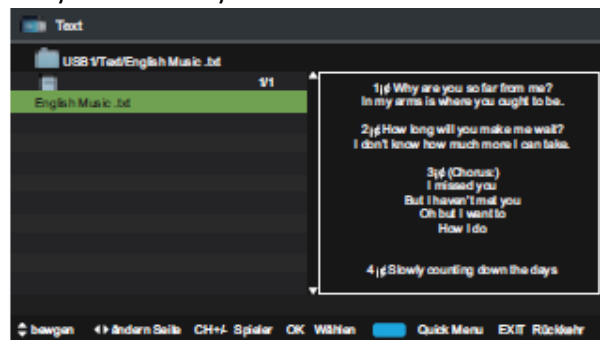 Text
USB1/Text/English Music .txt
1/1
English Music .txt
1¡¢ Why are you so far from me?
In my arms is where you ought to be.
2¡¢How long will you make me wait?
I don't know how much more I can take.
3¡¢ (Chorus:)
I missed you
But I haven't met you
Oh but I want to
How I do
4¡¢Slowly counting down the days
bewgen ändern Seite CH+/- Spieler OK Wählen Quick Menu EXIT Rückkehr